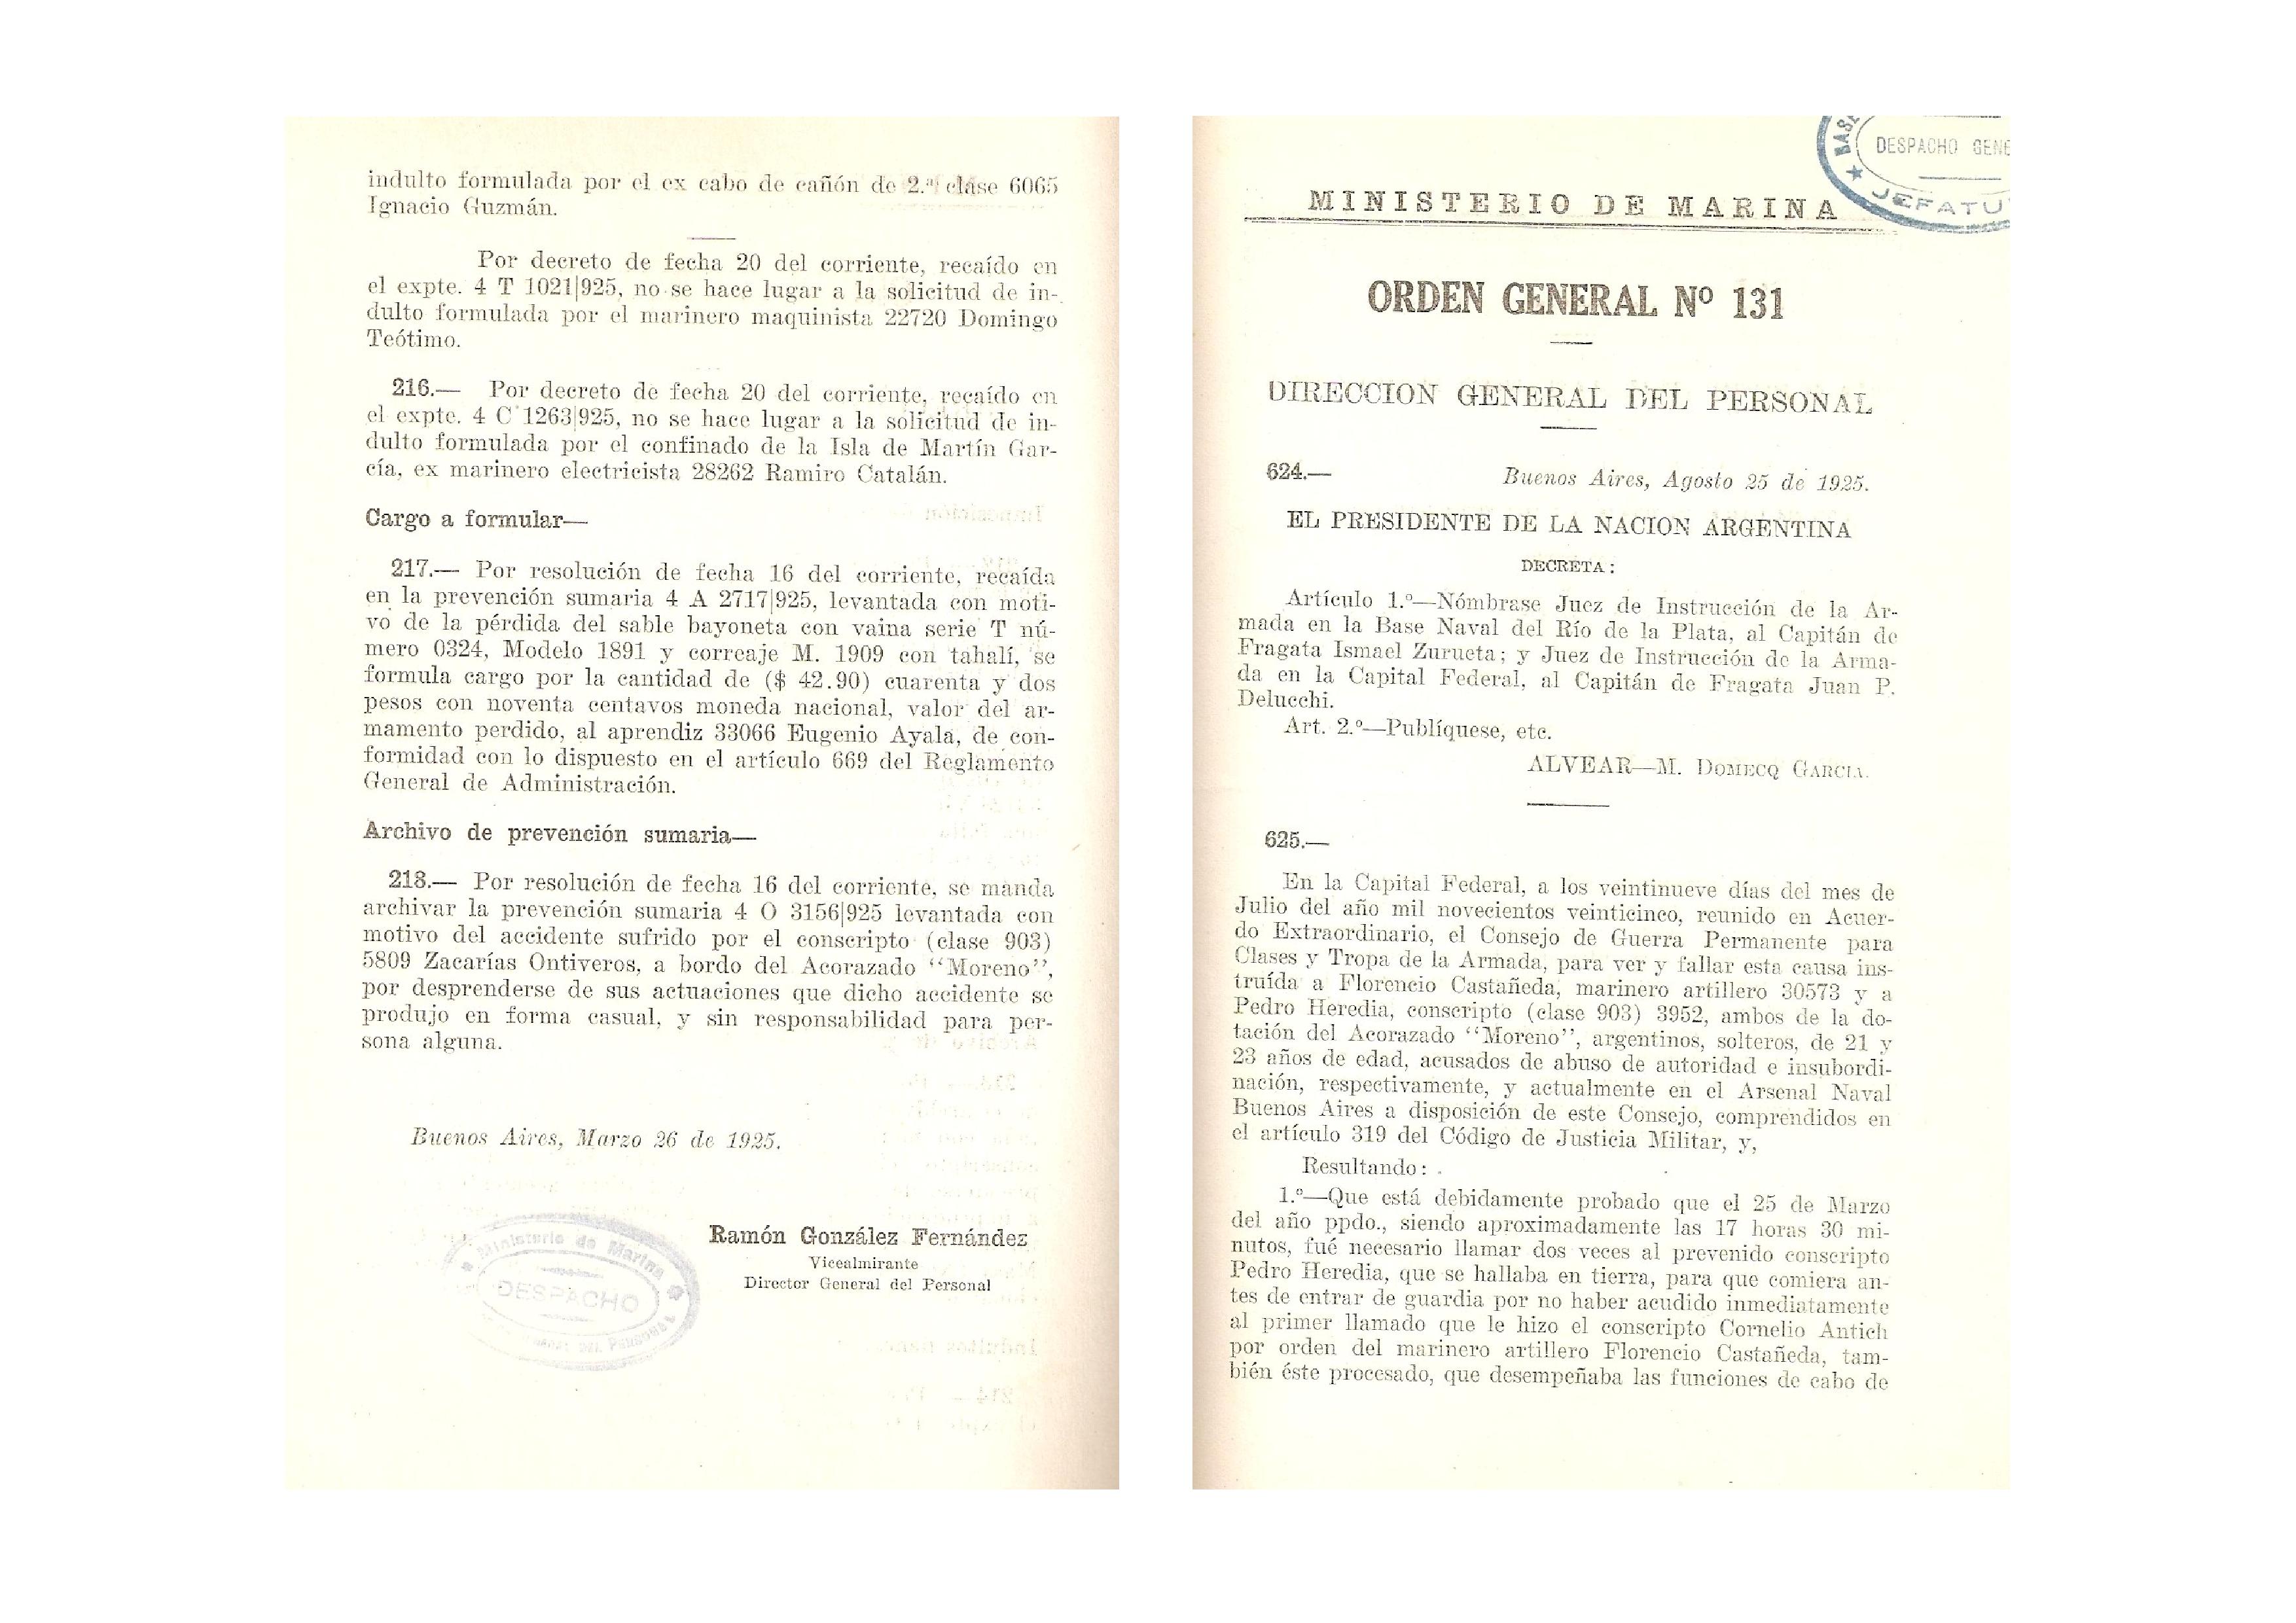 indulto formulada por el ex cabo de cañón de 2.ª clase 6065
Ignacio Guzmán.
Por decreto de fecha 20 del corriente, recaído en
el expte. 4 T 1021|925, no se hace lugar a la solicitud de in-
dulto formulada por el marinero maquinista 22720 Domingo
Teótimo.
216.— Por decreto de fecha 20 del corriente, recaído en
el expte. 4 C 1263|925, no se hace lugar a la solicitud de in-
dulto formulada por el confinado de la Isla de Martín Gar-
cía, ex marinero electricista 28262 Ramiro Catalán.
Cargo a formular—
217.— Por resolución de fecha 16 del corriente, recaída
en la prevención sumaria 4 A 2717|925, levantada con moti-
vo de la pérdida del sable bayoneta con vaina serie T nú-
mero 0324, Modelo 1891 y correaje M. 1909 con tahalí, se
formula cargo por la cantidad de ($ 42.90) cuarenta y dos
pesos con noventa centavos moneda nacional, valor del ar-
mamento perdido, al aprendiz 33066 Eugenio Ayala, de con-
formidad con lo dispuesto en el artículo 669 del Reglamento
General de Administración.
Archivo de prevención sumaria—
218.— Por resolución de fecha 16 del corriente, se manda
archivar la prevención sumaria 4 O 3156|925 levantada con
motivo del accidente sufrido por el conscripto (clase 903)
5809 Zacarías Ontiveros, a bordo del Acorazado "Moreno",
por desprenderse de sus actuaciones que dicho accidente se
produjo en forma casual, y sin responsabilidad para per-
sona alguna.
Buenos Aires, Marzo 26 de 1925.
Ramón González Fernández
Vicealmirante
Director General del Personal
Ministerio de Marina
DESPACHO
DEL PERSONAL
BASE
DESPACHO GENE
JEFATU
MINISTERIO DE MARINA
ORDEN GENERAL Nº 131
DIRECCION GENERAL DEL PERSONAL
624.— Buenos Aires, Agosto 25 de 1925.
EL PRESIDENTE DE LA NACION ARGENTINA
DECRETA:
Artículo 1.º—Nómbrase Juez de Instrucción de la Ar-
mada en la Base Naval del Río de la Plata, al Capitán de
Fragata Ismael Zurueta; y Juez de Instrucción de la Arma-
da en la Capital Federal, al Capitán de Fragata Juan P.
Delucchi.
Art. 2.º—Publíquese, etc.
ALVEAR—M. DOMECQ GARCIA.
625.—
En la Capital Federal, a los veintinueve días del mes de
Julio del año mil novecientos veinticinco, reunido en Acuer-
do Extraordinario, el Consejo de Guerra Permanente para
Clases y Tropa de la Armada, para ver y fallar esta causa ins-
truída a Florencio Castañeda, marinero artillero 30573 y a
Pedro Heredia, conscripto (clase 903) 3952, ambos de la do-
tación del Acorazado "Moreno", argentinos, solteros, de 21 y
23 años de edad, acusados de abuso de autoridad e insubordi-
nación, respectivamente, y actualmente en el Arsenal Naval
Buenos Aires a disposición de este Consejo, comprendidos en
el artículo 319 del Código de Justicia Militar, y,
Resultando:
1.º—Que está debidamente probado que el 25 de Marzo
del año ppdo., siendo aproximadamente las 17 horas 30 mi-
nutos, fué necesario llamar dos veces al prevenido conscripto
Pedro Heredia, que se hallaba en tierra, para que comiera an-
tes de entrar de guardia por no haber acudido inmediatamente
al primer llamado que le hizo el conscripto Cornelio Antich
por orden del marinero artillero Florencio Castañeda, tam-
bién éste procesado, que desempeñaba las funciones de cabo de